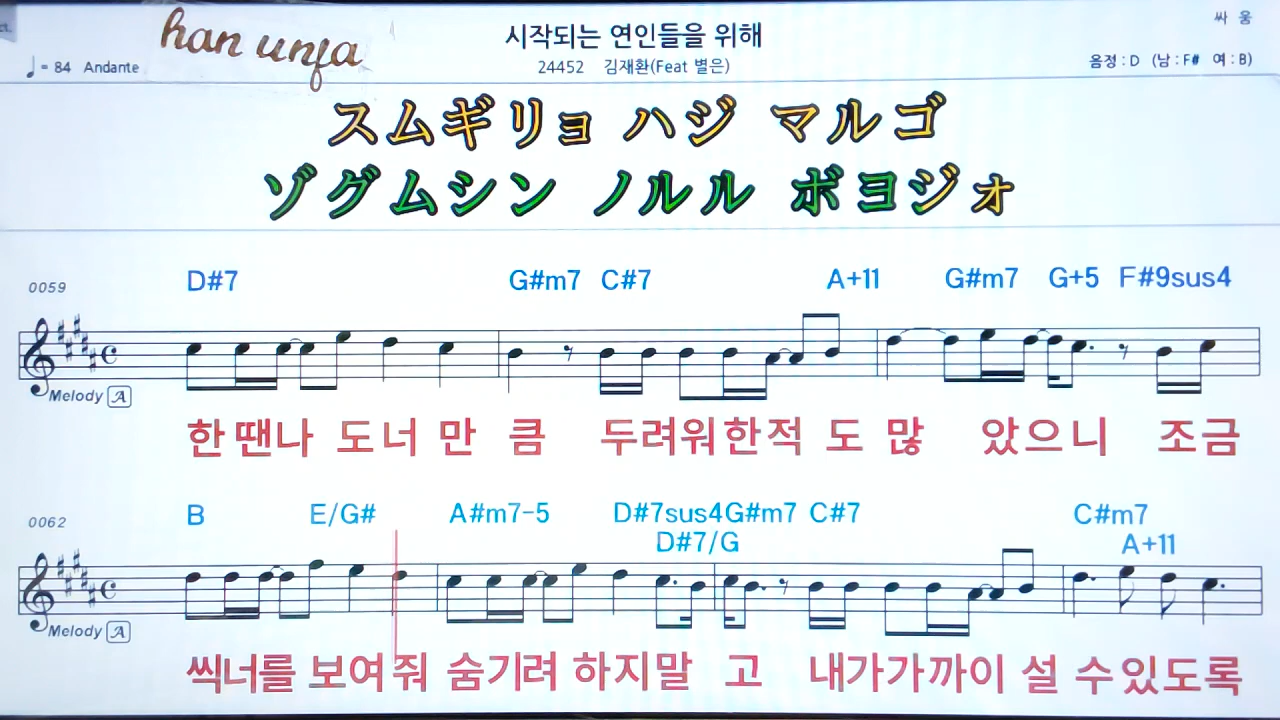 ct.
han unfa
시작되는 연인들을 위해
싸 움
♩= 84 Andante
24452 김재환(Feat 별은)
음정 : D (남 : F# 여 : B)
スムギリョ ハジ マルゴ
ゾグムシン ノルル ボヨジォ
0059 D#7 G#m7 C#7 A+11 G#m7 G+5 F#9sus4
Melody A
한땐나 도너 만 큼 두려워한적 도 많 았으니 조금
0062 B E/G# A#m7-5 D#7sus4G#m7 C#7 C#m7
D#7/G A+11
Melody A
씩너를 보여줘 숨기려 하지말 고 내가가까이 설 수있도록